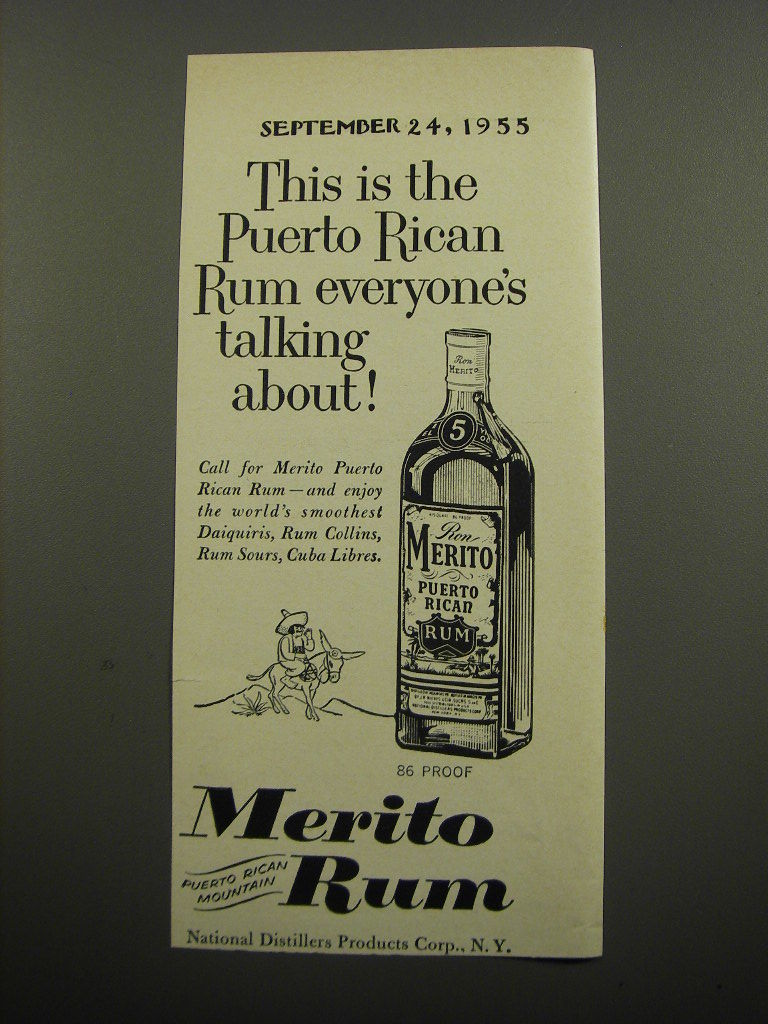 SEPTEMBER 24, 1955
This is the
Puerto Rican
Rum everyone's
talking
about!
Call for Merito Puerto
Rican Rum—and enjoy
the world's smoothest
Daiquiris, Rum Collins,
Rum Sours, Cuba Libres.
Ron
MERITO
5
Ron
MERITO
PUERTO
RICAN
RUM
86 PROOF
Merito
PUERTO RICAN
MOUNTAIN
Rum
National Distillers Products Corp., N. Y.